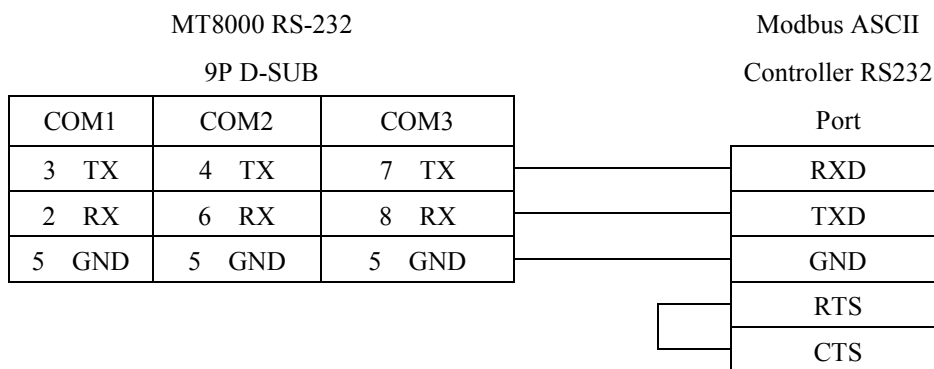 MT8000 RS-232 Modbus ASCII
9P D-SUB Controller RS232
COM1 COM2 COM3 Port
3 TX 4 TX 7 TX RXD
2 RX 6 RX 8 RX TXD
5 GND 5 GND 5 GND GND
RTS
CTS